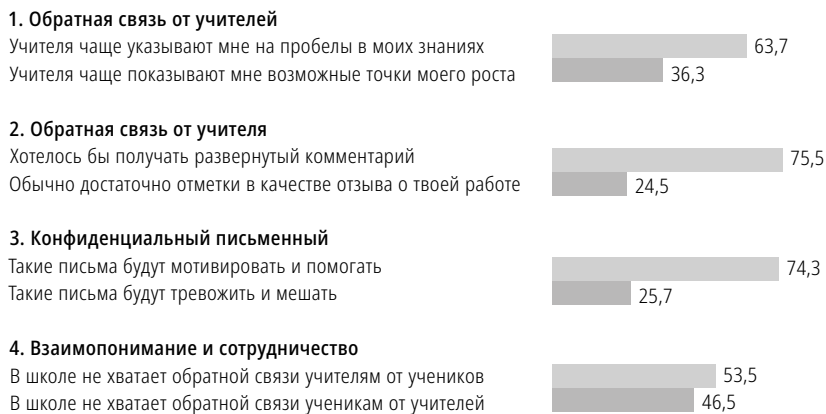 1. Обратная связь от учителей
Учителя чаще указывают мне на пробелы в моих знаниях 63,7
Учителя чаще показывают мне возможные точки моего роста 36,3
2. Обратная связь от учителя
Хотелось бы получать развернутый комментарий 75,5
Обычно достаточно отметки в качестве отзыва о твоей работе 24,5
3. Конфиденциальный письменный
Такие письма будут мотивировать и помогать 74,3
Такие письма будут тревожить и мешать 25,7
4. Взаимопонимание и сотрудничество
В школе не хватает обратной связи учителям от учеников 53,5
В школе не хватает обратной связи ученикам от учителей 46,5